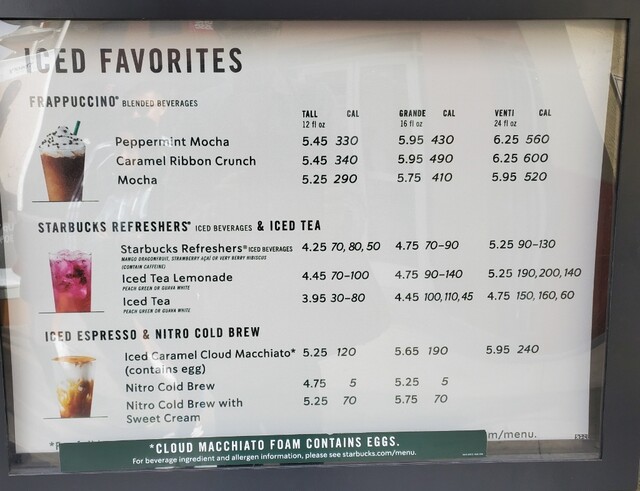 ICED FAVORITES
FRAPPUCCINO® BLENDED BEVERAGES
TALL CAL GRANDE CAL VENTI CAL
12 fl oz 16 fl oz 24 fl oz
Peppermint Mocha 5.45 330 5.95 430 6.25 560
Caramel Ribbon Crunch 5.45 340 5.95 490 6.25 600
Mocha 5.25 290 5.75 410 5.95 520
STARBUCKS REFRESHERS® ICED BEVERAGES & ICED TEA
Starbucks Refreshers® ICED BEVERAGES 4.25 70, 80, 50 4.75 70-90 5.25 90-130
MANGO DRAGONFRUIT, STRAWBERRY AÇAÍ OR VERY BERRY HIBISCUS
(CONTAIN CAFFEINE)
Iced Tea Lemonade 4.45 70-100 4.75 90-140 5.25 190, 200, 140
PEACH GREEN OR GUAVA WHITE
Iced Tea 3.95 30-80 4.45 100, 110, 45 4.75 150, 160, 60
PEACH GREEN OR GUAVA WHITE
ICED ESPRESSO & NITRO COLD BREW
Iced Caramel Cloud Macchiato* 5.25 120 5.65 190 5.95 240
(contains egg)
Nitro Cold Brew 4.75 5 5.25 5
Nitro Cold Brew with 5.25 70 5.75 70
Sweet Cream
m/menu.
*CLOUD MACCHIATO FOAM CONTAINS EGGS.
For beverage ingredient and allergen information, please see starbucks.com/menu.